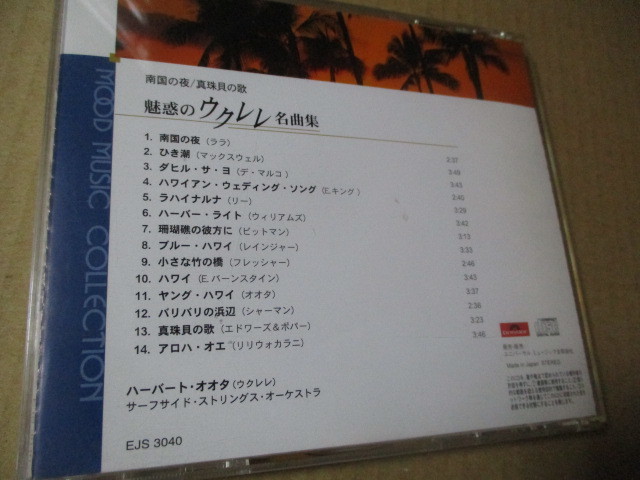 MOOD MUSIC COLLECTION
南国の夜/真珠貝の歌
魅惑のウクレレ名曲集
1. 南国の夜(ララ) 3:37
2. ひき潮(マックスウェル) 3:48
3. ダヒル・サ・ヨ(デ・マルコ) 3:43
4. ハワイアン・ウェディング・ソング(E.キング) 2:40
5. ラハイナルナ(リー) 3:29
6. ハーバー・ライト(ウィリアムズ) 3:42
7. 珊瑚礁の彼方に(ピットマン) 3:13
8. ブルー・ハワイ(レインジャー) 3:33
9. 小さな竹の橋(フレッシャー) 2:46
10. ハワイ(E.バーンスタイン) 3:43
11. ヤング・ハワイ(オオタ) 3:37
12. バリバリの浜辺(シャーマン) 2:36
13. 真珠貝の歌(エドワーズ&ポバー) 3:23
14. アロハ・オエ(リリウォカラニ) 3:46
ハーバート・オオタ(ウクレレ)
サーフサイド・ストリングス・オーケストラ
EJS 3040